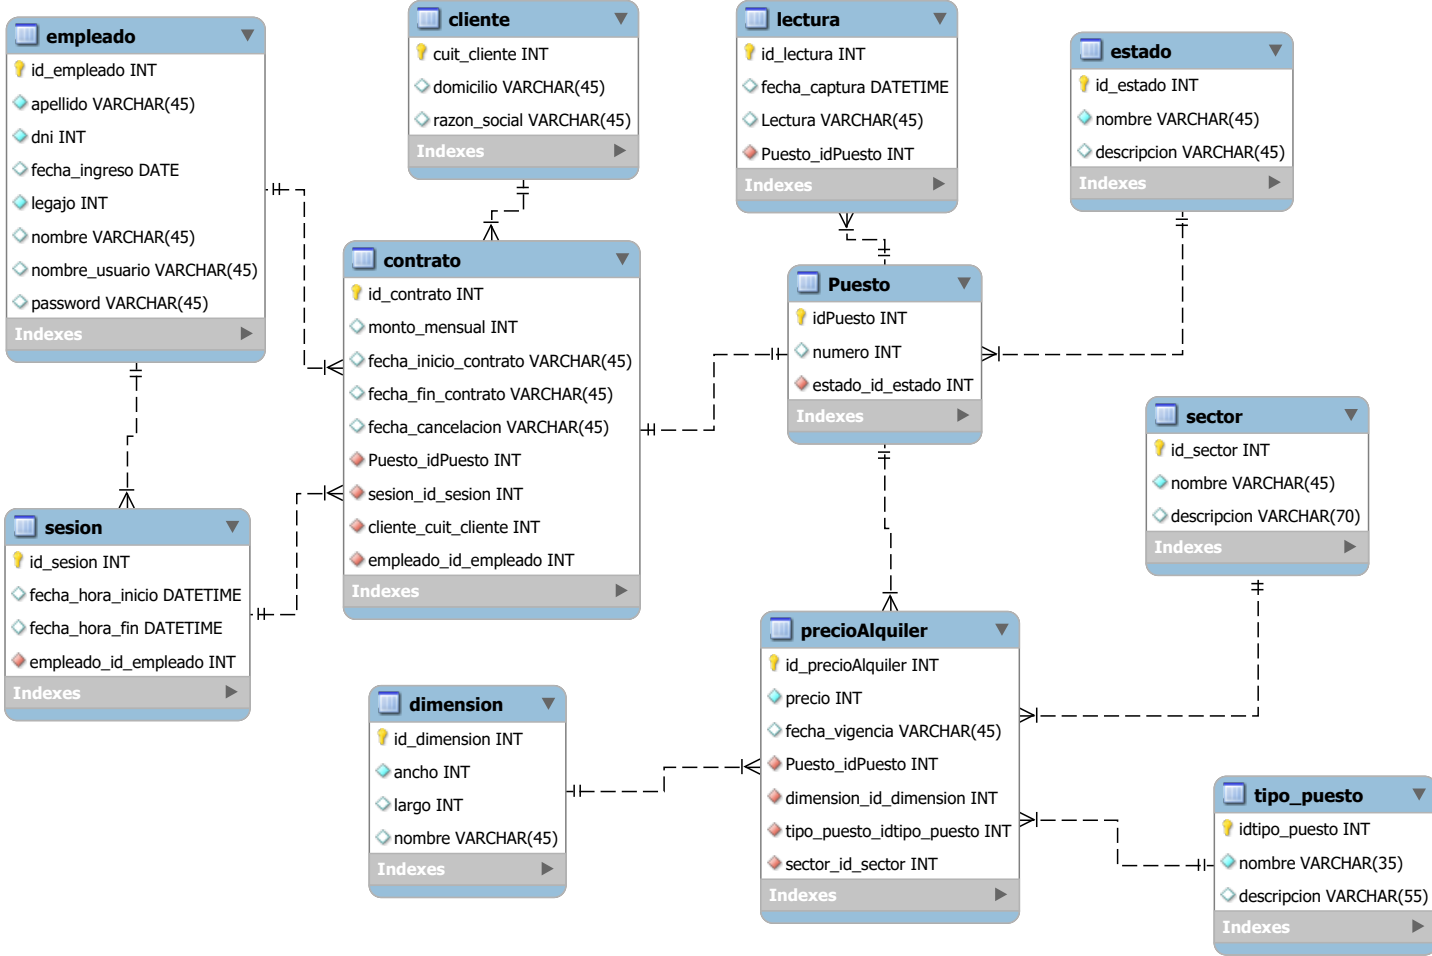 empleado
id_empleado INT
apellido VARCHAR(45)
dni INT
fecha_ingreso DATE
legajo INT
nombre VARCHAR(45)
nombre_usuario VARCHAR(45)
password VARCHAR(45)
Indexes
cliente
cuit_cliente INT
domicilio VARCHAR(45)
razon_social VARCHAR(45)
Indexes
lectura
id_lectura INT
fecha_captura DATETIME
Lectura VARCHAR(45)
Puesto_idPuesto INT
Indexes
estado
id_estado INT
nombre VARCHAR(45)
descripcion VARCHAR(45)
Indexes
contrato
id_contrato INT
monto_mensual INT
fecha_inicio_contrato VARCHAR(45)
fecha_fin_contrato VARCHAR(45)
fecha_cancelacion VARCHAR(45)
Puesto_idPuesto INT
sesion_id_sesion INT
cliente_cuit_cliente INT
empleado_id_empleado INT
Indexes
Puesto
idPuesto INT
numero INT
estado_id_estado INT
Indexes
sector
id_sector INT
nombre VARCHAR(45)
descripcion VARCHAR(70)
Indexes
sesion
id_sesion INT
fecha_hora_inicio DATETIME
fecha_hora_fin DATETIME
empleado_id_empleado INT
Indexes
dimension
id_dimension INT
ancho INT
largo INT
nombre VARCHAR(45)
Indexes
precioAlquiler
id_precioAlquiler INT
precio INT
fecha_vigencia VARCHAR(45)
Puesto_idPuesto INT
dimension_id_dimension INT
tipo_puesto_idtipo_puesto INT
sector_id_sector INT
Indexes
tipo_puesto
idtipo_puesto INT
nombre VARCHAR(35)
descripcion VARCHAR(55)
Indexes